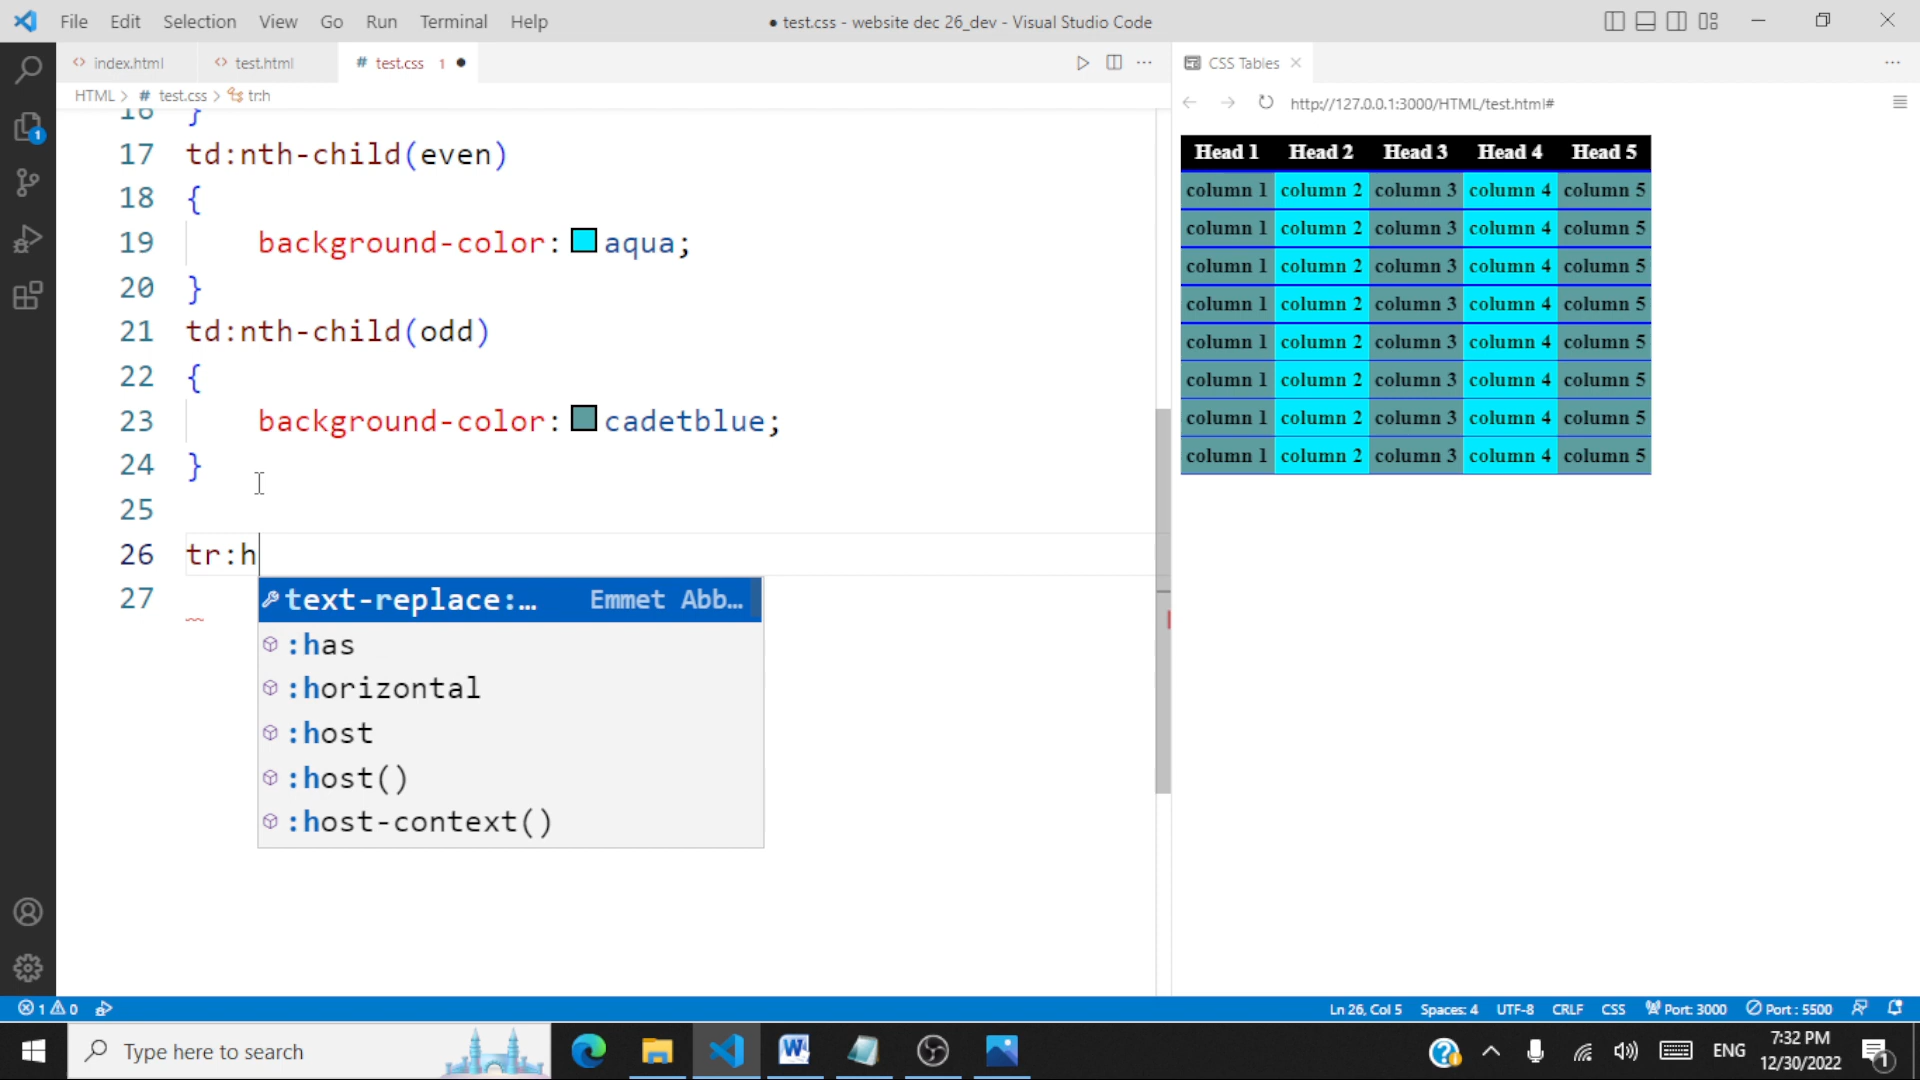 File Edit Selection View Go Run Terminal Help
● test.css - website dec 26_dev - Visual Studio Code
index.html test.html # test.css 1 ●
HTML > # test.css > tr:h
16 }
17 td:nth-child(even)
18 {
19 background-color: aqua;
20 }
21 td:nth-child(odd)
22 {
23 background-color: cadetblue;
24 }
25
26 tr:h
27
text-replace:… Emmet Abb…
:has
:horizontal
:host
:host()
:host-context()
CSS Tables
http://127.0.0.1:3000/HTML/test.html#
Head 1 Head 2 Head 3 Head 4 Head 5
column 1 column 2 column 3 column 4 column 5
column 1 column 2 column 3 column 4 column 5
column 1 column 2 column 3 column 4 column 5
column 1 column 2 column 3 column 4 column 5
column 1 column 2 column 3 column 4 column 5
column 1 column 2 column 3 column 4 column 5
column 1 column 2 column 3 column 4 column 5
column 1 column 2 column 3 column 4 column 5
1 0
Ln 26, Col 5 Spaces: 4 UTF-8 CRLF CSS Port: 3000 Port : 5500
Type here to search
ENG
7:32 PM
12/30/2022
1